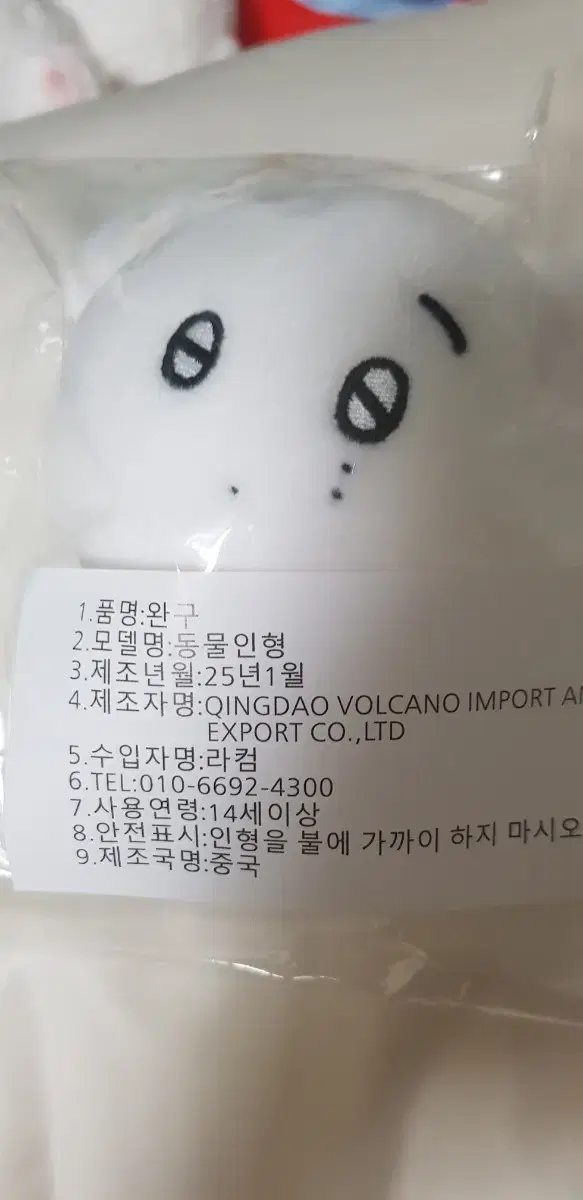 1.품명:완구
2.모델명:동물인형
3.제조년월:25년1월
4.제조자명:QINGDAO VOLCANO IMPORT
EXPORT CO.,LTD
5.수입자명:라컴
6.TEL:010-6692-4300
7.사용연령:14세이상
8.안전표시:인형을 불에 가까이 하지 마시오
9.제조국명:중국